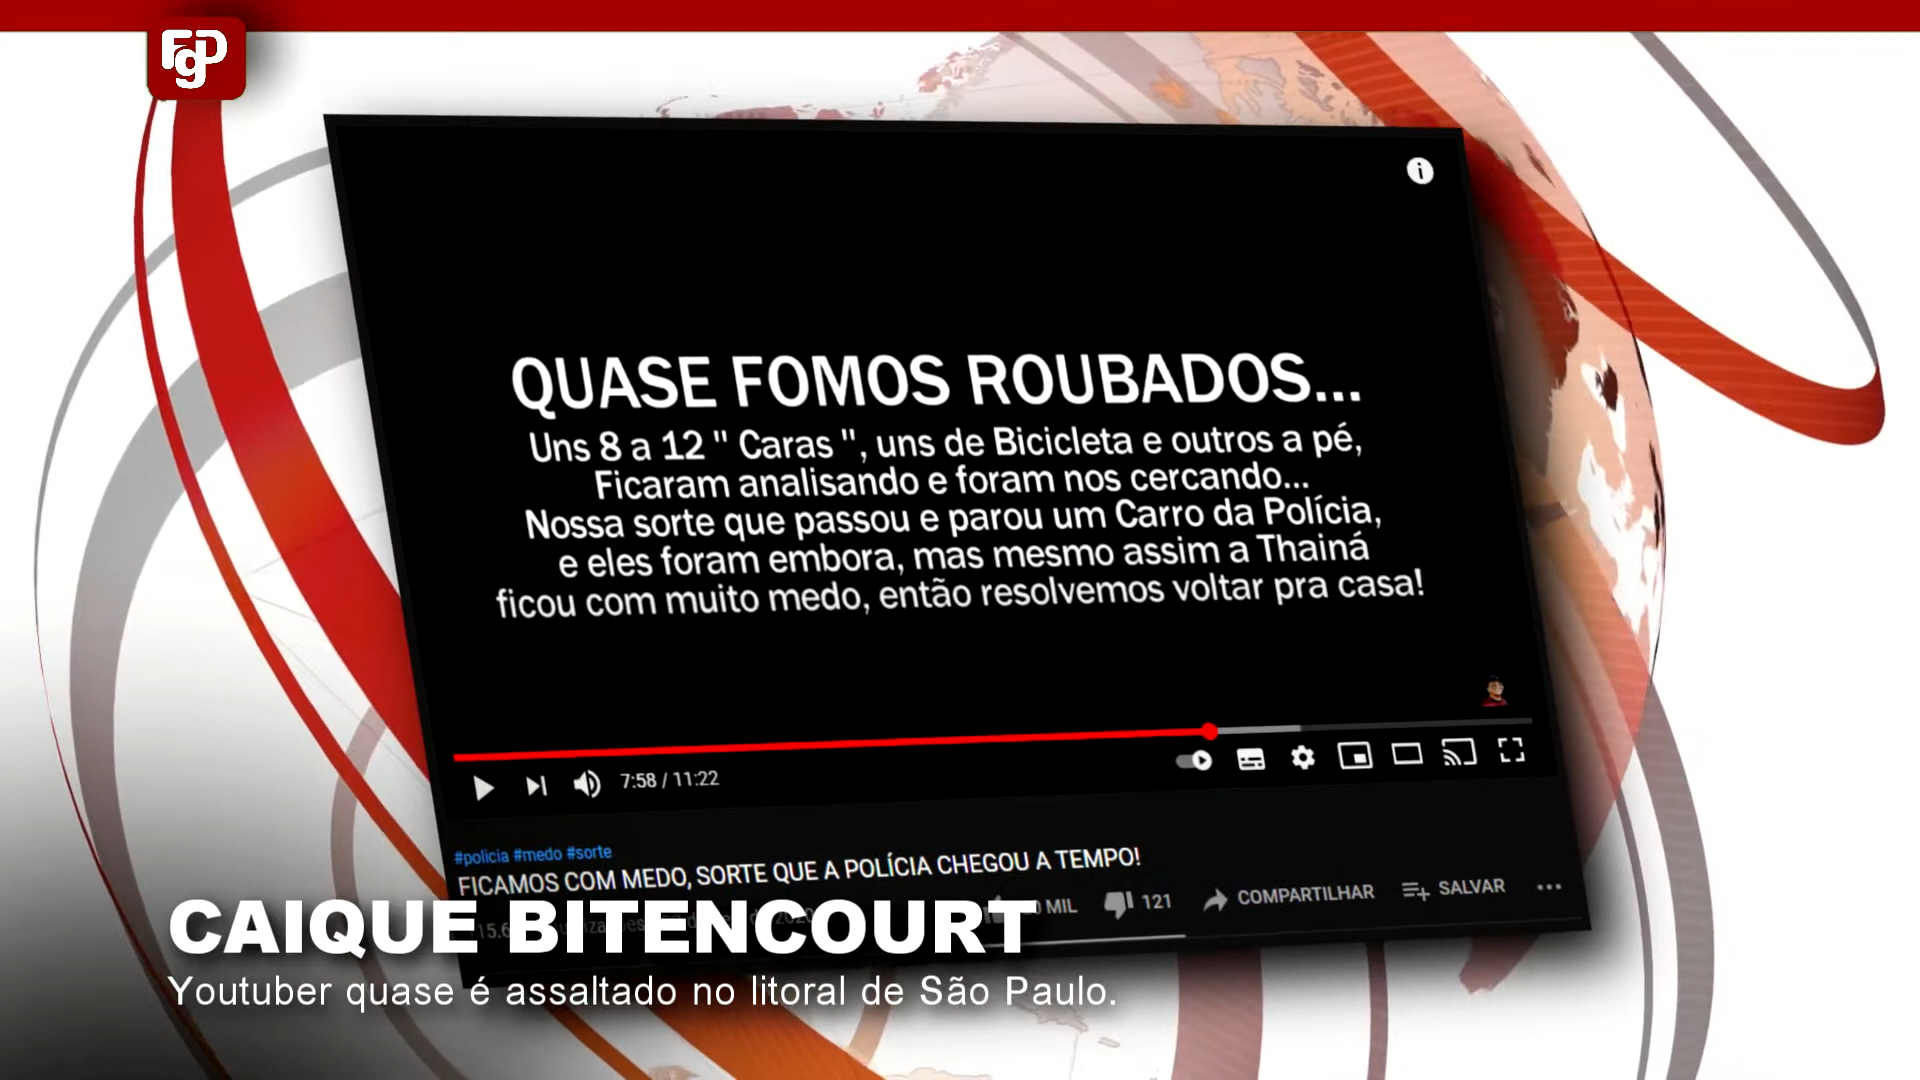 FgP
QUASE FOMOS ROUBADOS...
Uns 8 a 12 " Caras ", uns de Bicicleta e outros a pé,
Ficaram analisando e foram nos cercando...
Nossa sorte que passou e parou um Carro da Polícia,
e eles foram embora, mas mesmo assim a Thainá
ficou com muito medo, então resolvemos voltar pra casa!
7:58 / 11:22
#policia #medo #sorte
FICAMOS COM MEDO, SORTE QUE A POLÍCIA CHEGOU A TEMPO!
MIL 121 COMPARTILHAR SALVAR
CAIQUE BITENCOURT
Youtuber quase é assaltado no litoral de São Paulo.